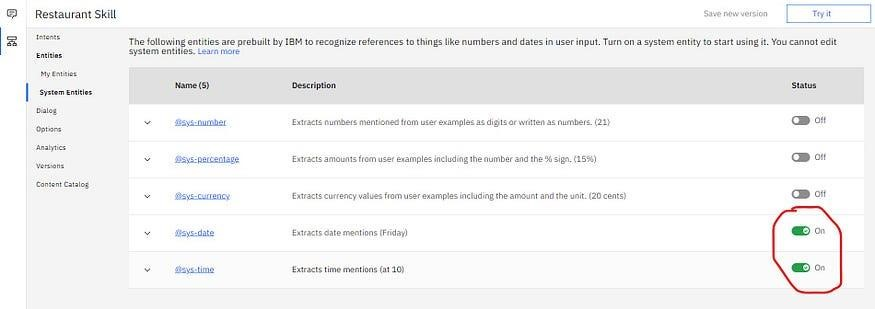 Restaurant Skill
Save new version
Try it
Intents
Entities
My Entities
System Entities
Dialog
Options
Analytics
Versions
Content Catalog
The following entities are prebuilt by IBM to recognize references to things like numbers and dates in user input. Turn on a system entity to start using it. You cannot edit
system entities. Learn more
Name (5) Description Status
@sys-number Extracts numbers mentioned from user examples as digits or written as numbers. (21) Off
@sys-percentage Extracts amounts from user examples including the number and the % sign. (15%) Off
@sys-currency Extracts currency values from user examples including the amount and the unit. (20 cents) Off
@sys-date Extracts date mentions (Friday) On
@sys-time Extracts time mentions (at 10) On